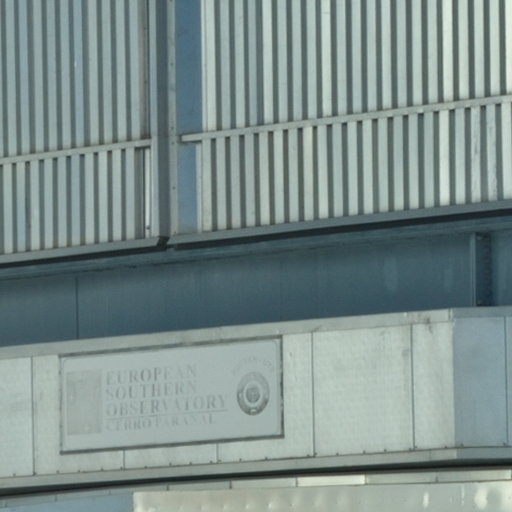 EUROPEAN
SOUTHERN
OBSERVATORY
CERRO PARANAL